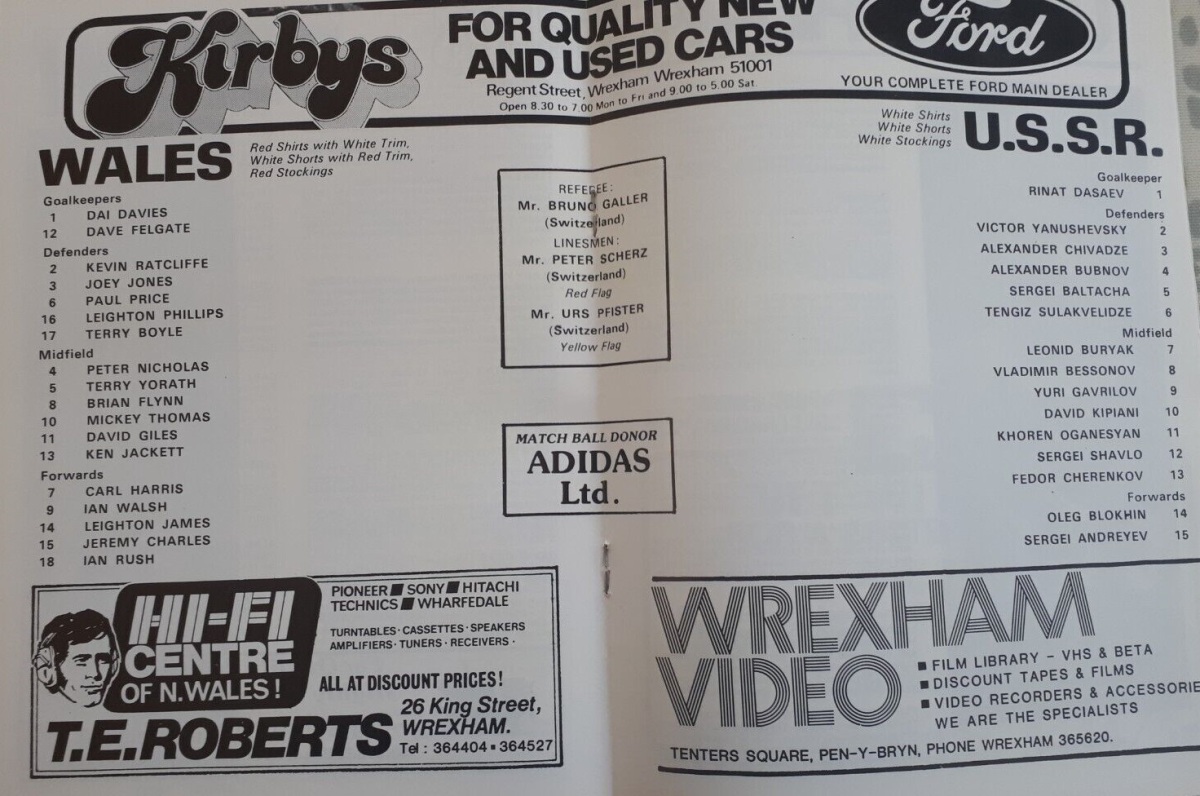 Kirbys
FOR QUALITY NEW
AND USED CARS
Regent Street, Wrexham Wrexham 51001
Open 8.30 to 7.00 Mon to Fri and 9.00 to 5.00 Sat.
Ford
YOUR COMPLETE FORD MAIN DEALER
WALES
Red Shirts with White Trim,
White Shorts with Red Trim,
Red Stockings
Goalkeepers
1 DAI DAVIES
12 DAVE FELGATE
Defenders
2 KEVIN RATCLIFFE
3 JOEY JONES
6 PAUL PRICE
16 LEIGHTON PHILLIPS
17 TERRY BOYLE
Midfield
4 PETER NICHOLAS
5 TERRY YORATH
8 BRIAN FLYNN
10 MICKEY THOMAS
11 DAVID GILES
13 KEN JACKETT
Forwards
7 CARL HARRIS
9 IAN WALSH
14 LEIGHTON JAMES
15 JEREMY CHARLES
18 IAN RUSH
REFEGEE:
Mr. BRUNO GALLER
(Switzerland)
LINESMEN:
Mr. PETER SCHERZ
(Switzerland)
Red Flag
Mr. URS PFISTER
(Switzerland)
Yellow Flag
MATCH BALL DONOR
ADIDAS
Ltd.
White Shirts
White Shorts
White Stockings
U.S.S.R.
Goalkeeper
RINAT DASAEV 1
Defenders
VICTOR YANUSHEVSKY 2
ALEXANDER CHIVADZE 3
ALEXANDER BUBNOV 4
SERGEI BALTACHA 5
TENGIZ SULAKVELIDZE 6
Midfield
LEONID BURYAK 7
VLADIMIR BESSONOV 8
YURI GAVRILOV 9
DAVID KIPIANI 10
KHOREN OGANESYAN 11
SERGEI SHAVLO 12
FEDOR CHERENKOV 13
Forwards
OLEG BLOKHIN 14
SERGEI ANDREYEV 15
HI-FI
CENTRE
OF N.WALES!
PIONEER ■ SONY ■ HITACHI
TECHNICS ■ WHARFEDALE
TURNTABLES · CASSETTES · SPEAKERS
AMPLIFIERS · TUNERS · RECEIVERS ·
ALL AT DISCOUNT PRICES!
T.E.ROBERTS
26 King Street,
WREXHAM.
Tel : 364404 ▪ 364527
WREXHAM
VIDEO
■ FILM LIBRARY – VHS & BETA
■ DISCOUNT TAPES & FILMS
■ VIDEO RECORDERS & ACCESSORIE
WE ARE THE SPECIALISTS
TENTERS SQUARE, PEN-Y-BRYN, PHONE WREXHAM 365620.